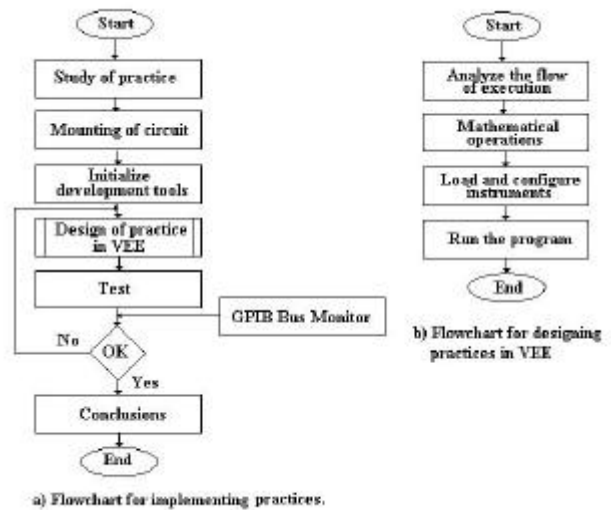 Start
Study of practice
Mounting of circuit
Initialize
development tools
Design of practice
in VEE
Test
GPIB Bus Monitor
No
OK
Yes
Conclusions
End
a) Flowchart for implementing practices.
Start
Analyze the flow
of execution
Mathematical
operations
Load and configure
instruments
Run the program
End
b) Flowchart for designing
practices in VEE